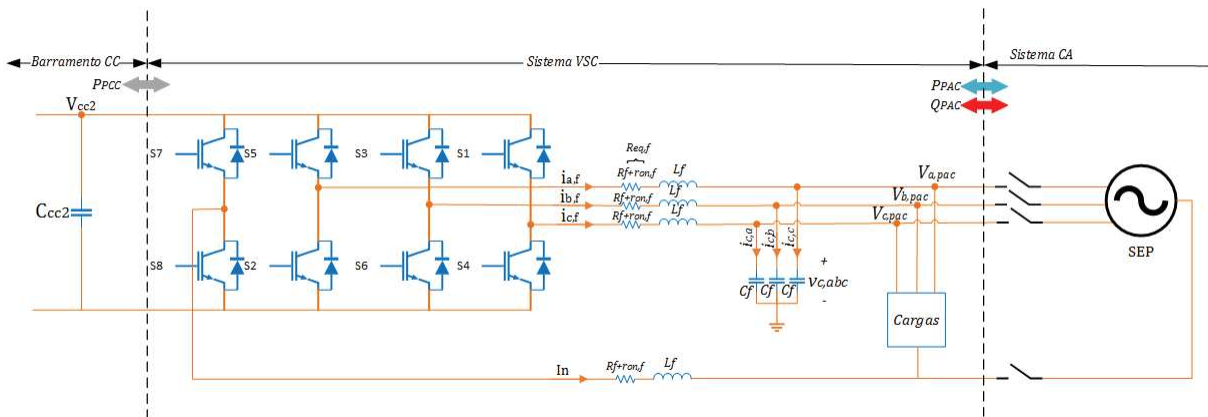 Barramento CC
Sistema VSC
Sistema CA
PPCC
PPAC
QPAC
Vcc2
S7
S5
S3
S1
Req,f
Rf+ron,f
Lf
ia,f
Lf
ib,f
Rf+ron,f
Lf
ic,f
Rf+ron,f
Va,pac
Vb,pac
Vc,pac
Ccc2
ic,a
ic,b
ic,c
SEP
S8
S2
S6
S4
Cf
Cf
Cf
+
vc,abc
-
Cargas
In
Rf+ron,f
Lf